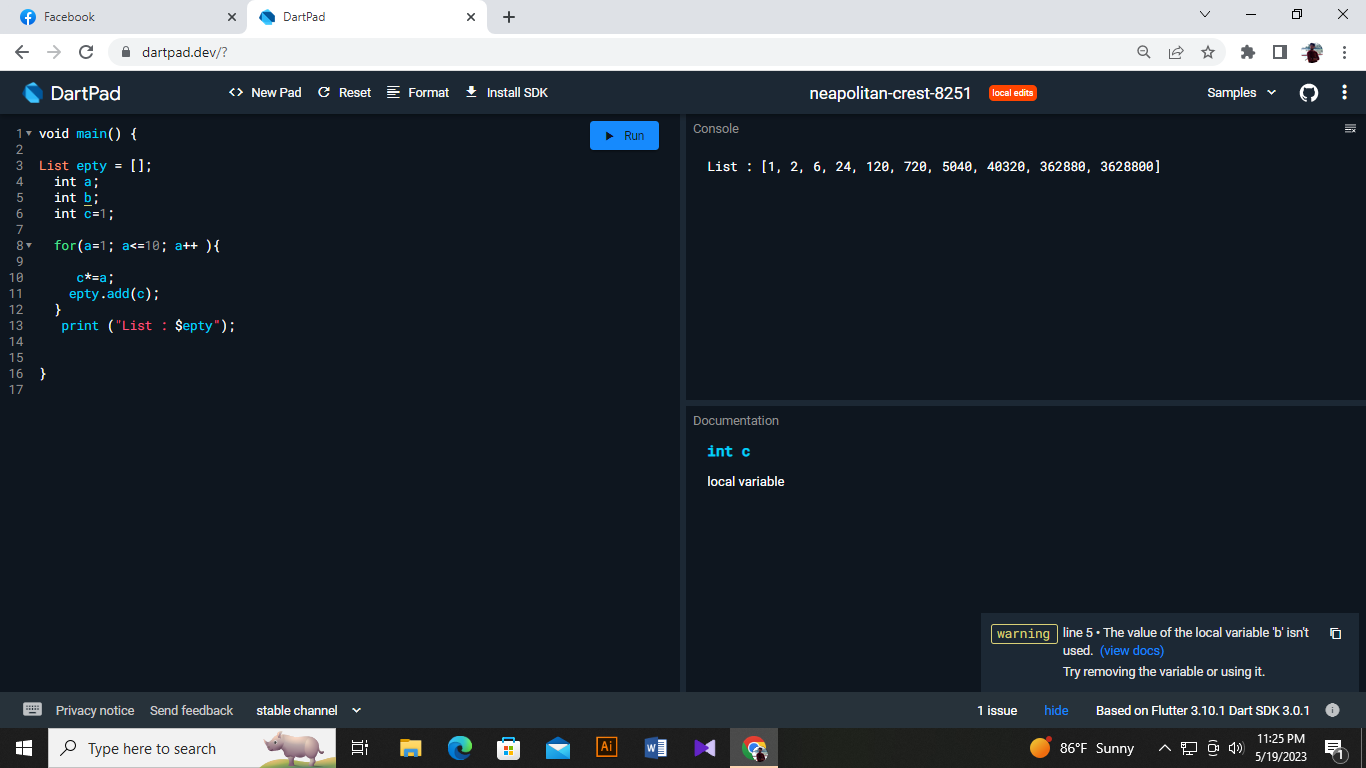 Facebook
DartPad
dartpad.dev/?
DartPad
<> New Pad
Reset
Format
Install SDK
neapolitan-crest-8251
local edits
Samples
1 void main() {
2
3 List epty = [];
4 int a;
5 int b;
6 int c=1;
7
8 for(a=1; a<=10; a++ ){
9
10 c*=a;
11 epty.add(c);
12 }
13 print ("List : $epty");
14
15
16 }
17
Run
Console
List : [1, 2, 6, 24, 120, 720, 5040, 40320, 362880, 3628800]
Documentation
int c
local variable
warning
line 5 • The value of the local variable 'b' isn't
used. (view docs)
Try removing the variable or using it.
Privacy notice
Send feedback
stable channel
1 issue
hide
Based on Flutter 3.10.1 Dart SDK 3.0.1
Type here to search
Ai
W
86°F Sunny
11:25 PM
5/19/2023
1